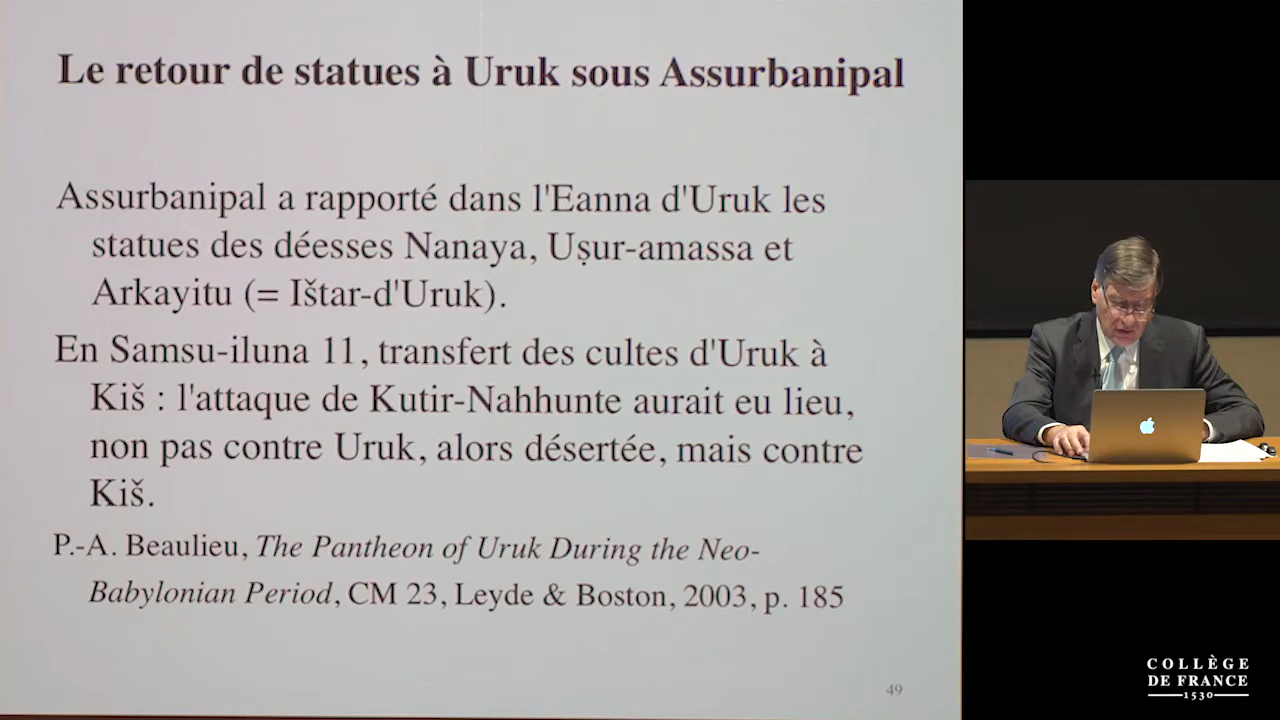 Le retour de statues à Uruk sous Assurbanipal
Assurbanipal a rapporté dans l'Eanna d'Uruk les
statues des déesses Nanaya, Uṣur-amassa et
Arkayitu (= Ištar-d'Uruk).
En Samsu-iluna 11, transfert des cultes d'Uruk à
Kiš : l'attaque de Kutir-Nahhunte aurait eu lieu,
non pas contre Uruk, alors désertée, mais contre
Kiš.
P.-A. Beaulieu, The Pantheon of Uruk During the Neo-
Babylonian Period, CM 23, Leyde & Boston, 2003, p. 185
49
COLLÈGE
DE FRANCE
1530